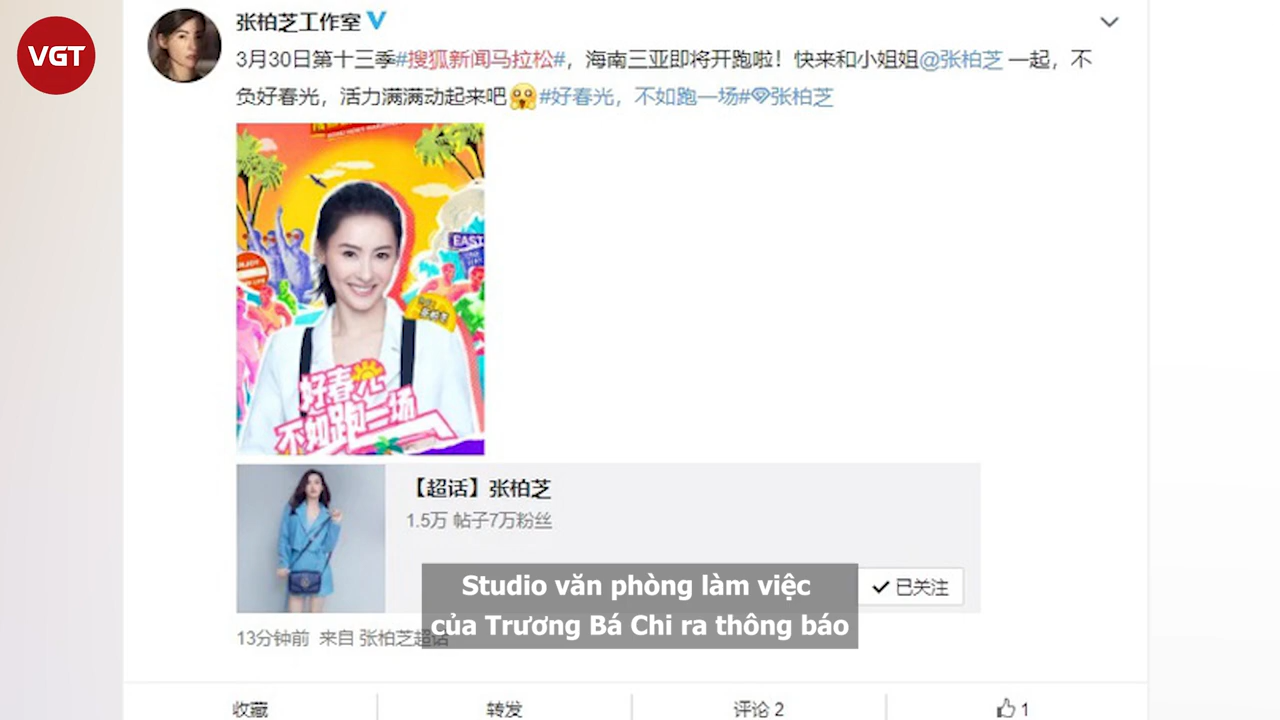 VGT
张柏芝工作室
3月30日第十三季#搜狐新闻马拉松#，海南三亚即将开跑啦！快来和小姐姐@张柏芝 一起，不
负好春光，活力满满动起来吧#好春光，不如跑一场#张柏芝
EAST
张柏芝
好春光
不如跑一场
【超话】张柏芝
1.5万 帖子7万粉丝
已关注
Studio văn phòng làm việc
của Trương Bá Chi ra thông báo
13分钟前 来自 张柏芝超话
收藏 转发 评论 2 1